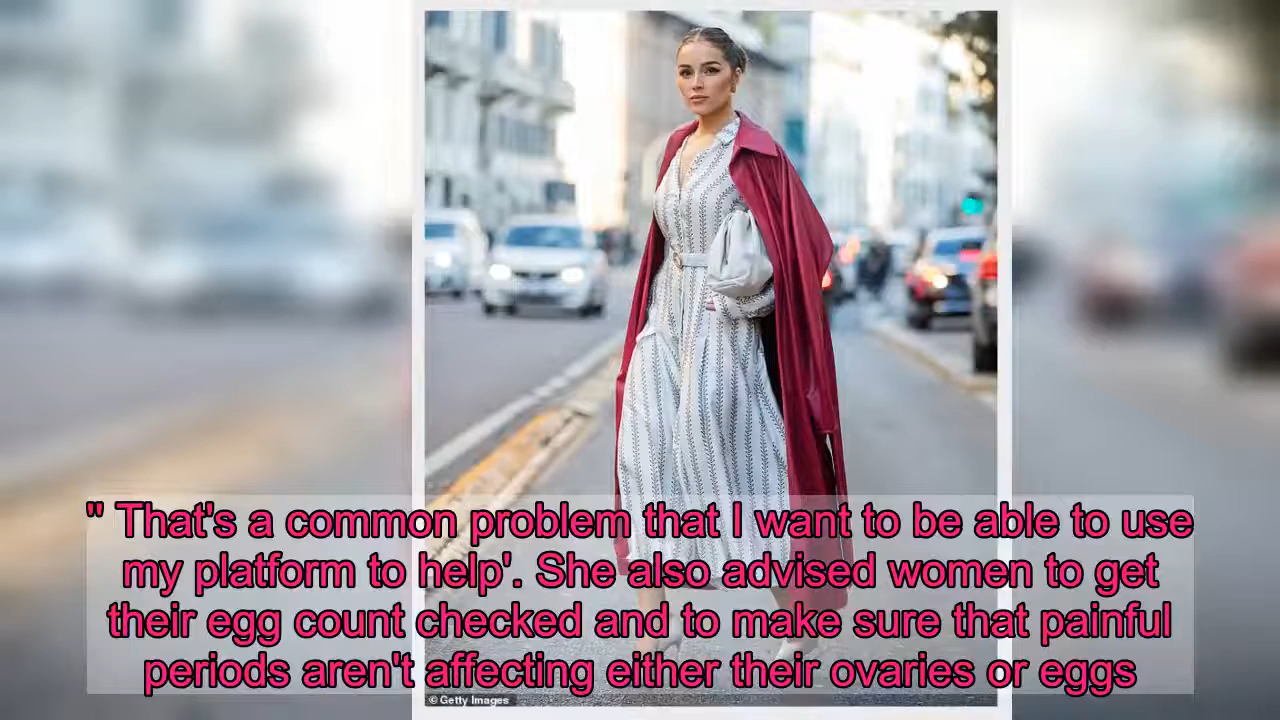 " That's a common problem that I want to be able to use
my platform to help'. She also advised women to get
their egg count checked and to make sure that painful
periods aren't affecting either their ovaries or eggs
© Getty Images